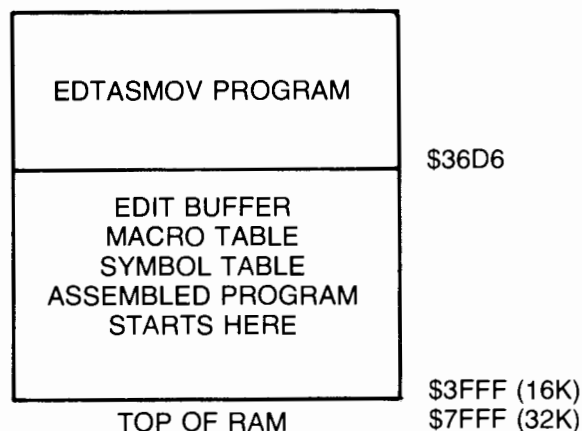 EDTASMOV PROGRAM
$36D6
EDIT BUFFER
MACRO TABLE
SYMBOL TABLE
ASSEMBLED PROGRAM
STARTS HERE
$3FFF (16K)
TOP OF RAM $7FFF (32K)